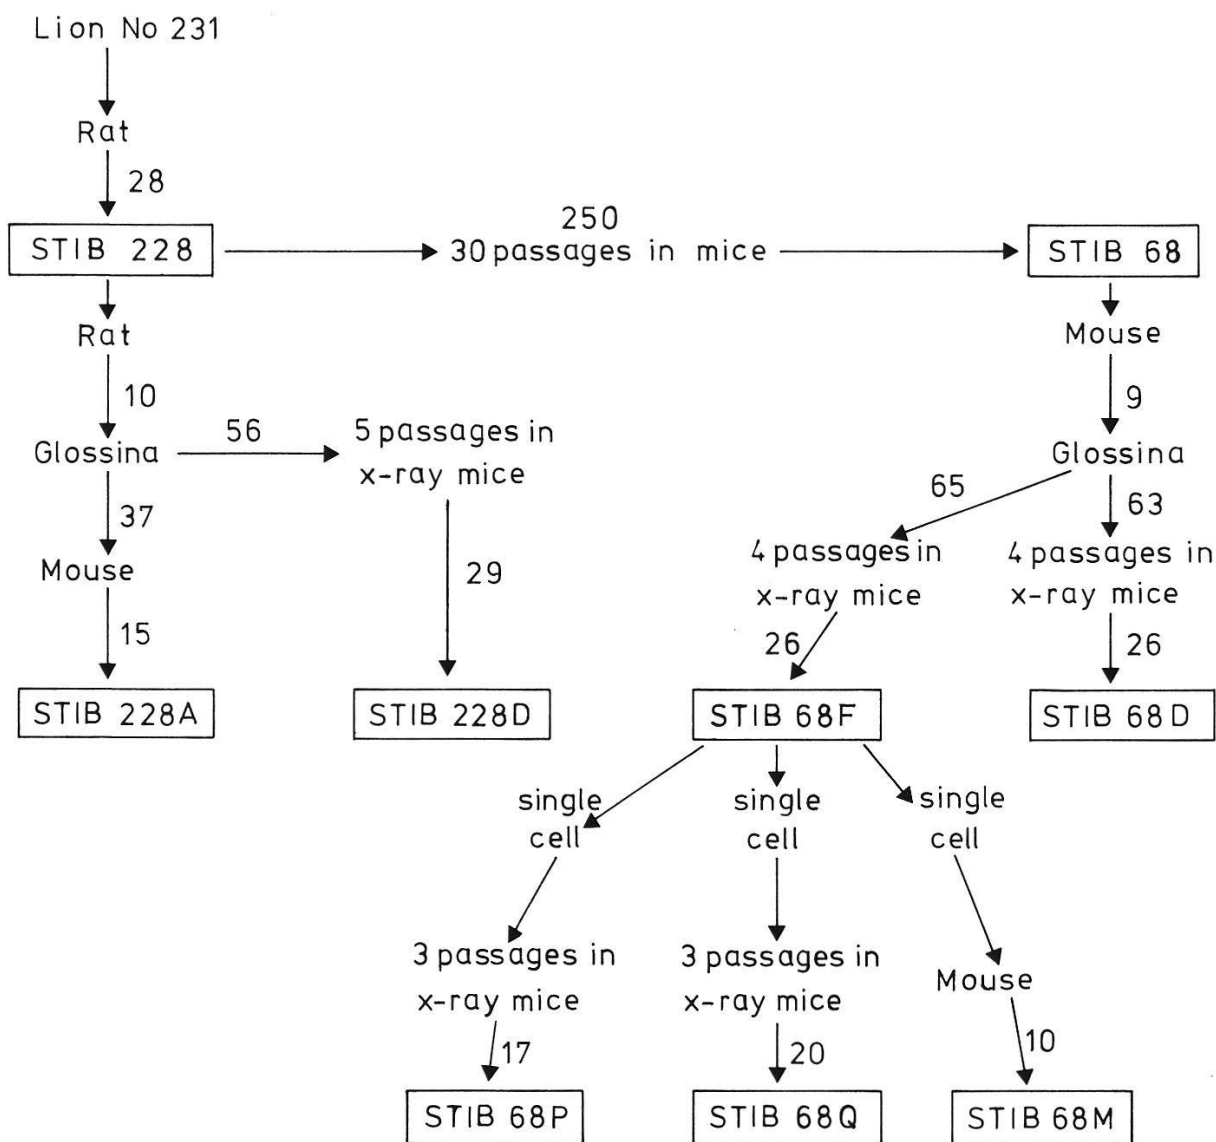 Lion No 231
Rat
28
STIB 228
250
30 passages in mice
STIB 68
Rat
Mouse
10
9
Glossina
56
5 passages in
x-ray mice
Glossina
65
63
37
Mouse
29
4 passages in
x-ray mice
4 passages in
x-ray mice
15
26
26
STIB 228A
STIB 228D
STIB 68F
STIB 68D
single
cell
single
cell
single
cell
3 passages in
x-ray mice
3 passages in
x-ray mice
Mouse
17
20
10
STIB 68P
STIB 68Q
STIB 68M